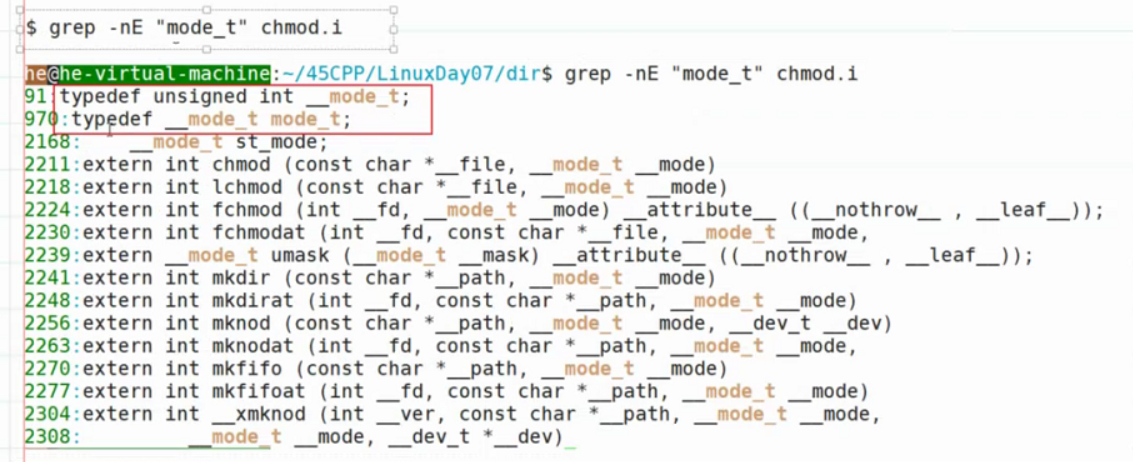 $ grep -nE "mode_t" chmod.i
he@he-virtual-machine:~/45CPP/LinuxDay07/dir$ grep -nE "mode_t" chmod.i
91:typedef unsigned int __mode_t;
970:typedef __mode_t mode_t;
2168:    __mode_t st_mode;
2211:extern int chmod (const char *__file, __mode_t __mode)
2218:extern int lchmod (const char *__file, __mode_t __mode)
2224:extern int fchmod (int __fd, __mode_t __mode) __attribute__ ((__nothrow__ , __leaf__));
2230:extern int fchmodat (int __fd, const char *__file, __mode_t __mode,
2239:extern __mode_t umask (__mode_t __mask) __attribute__ ((__nothrow__ , __leaf__));
2241:extern int mkdir (const char *__path, __mode_t __mode)
2248:extern int mkdirat (int __fd, const char *__path, __mode_t __mode)
2256:extern int mknod (const char *__path, __mode_t __mode, __dev_t __dev)
2263:extern int mknodat (int __fd, const char *__path, __mode_t __mode,
2270:extern int mkfifo (const char *__path, __mode_t __mode)
2277:extern int mkfifoat (int __fd, const char *__path, __mode_t __mode)
2304:extern int __xmknod (int __ver, const char *__path, __mode_t __mode,
2308:         __mode_t __mode, __dev_t *__dev)